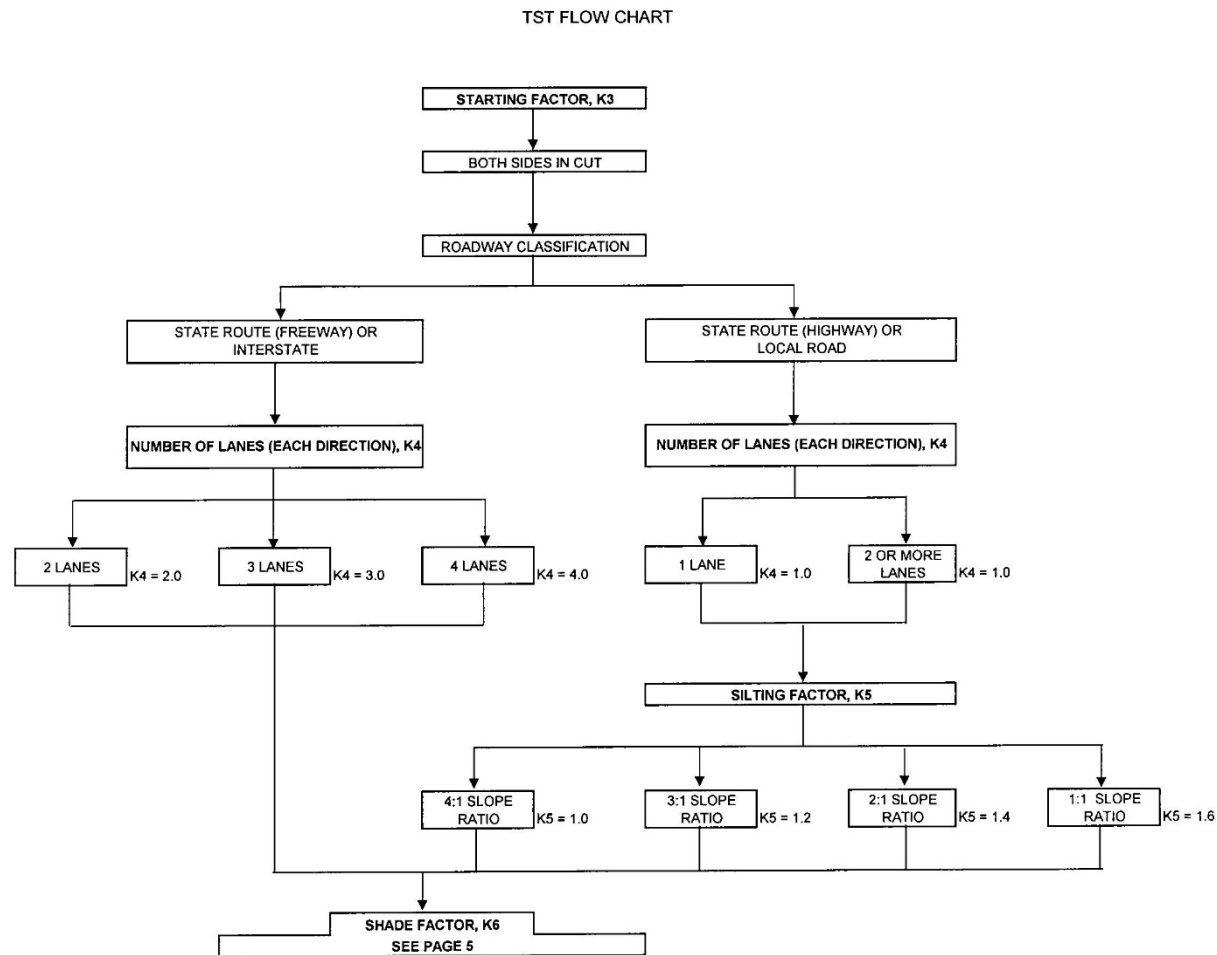 TST FLOW CHART
STARTING FACTOR, K3
BOTH SIDES IN CUT
ROADWAY CLASSIFICATION
STATE ROUTE (FREEWAY) OR
INTERSTATE
STATE ROUTE (HIGHWAY) OR
LOCAL ROAD
NUMBER OF LANES (EACH DIRECTION), K4
NUMBER OF LANES (EACH DIRECTION), K4
2 LANES
K4 = 2.0
3 LANES
K4 = 3.0
4 LANES
K4 = 4.0
1 LANE
K4 = 1.0
2 OR MORE
LANES
K4 = 1.0
SILTING FACTOR, K5
4:1 SLOPE
RATIO
K5 = 1.0
3:1 SLOPE
RATIO
K5 = 1.2
2:1 SLOPE
RATIO
K5 = 1.4
1:1 SLOPE
RATIO
K5 = 1.6
SHADE FACTOR, K6
SEE PAGE 5